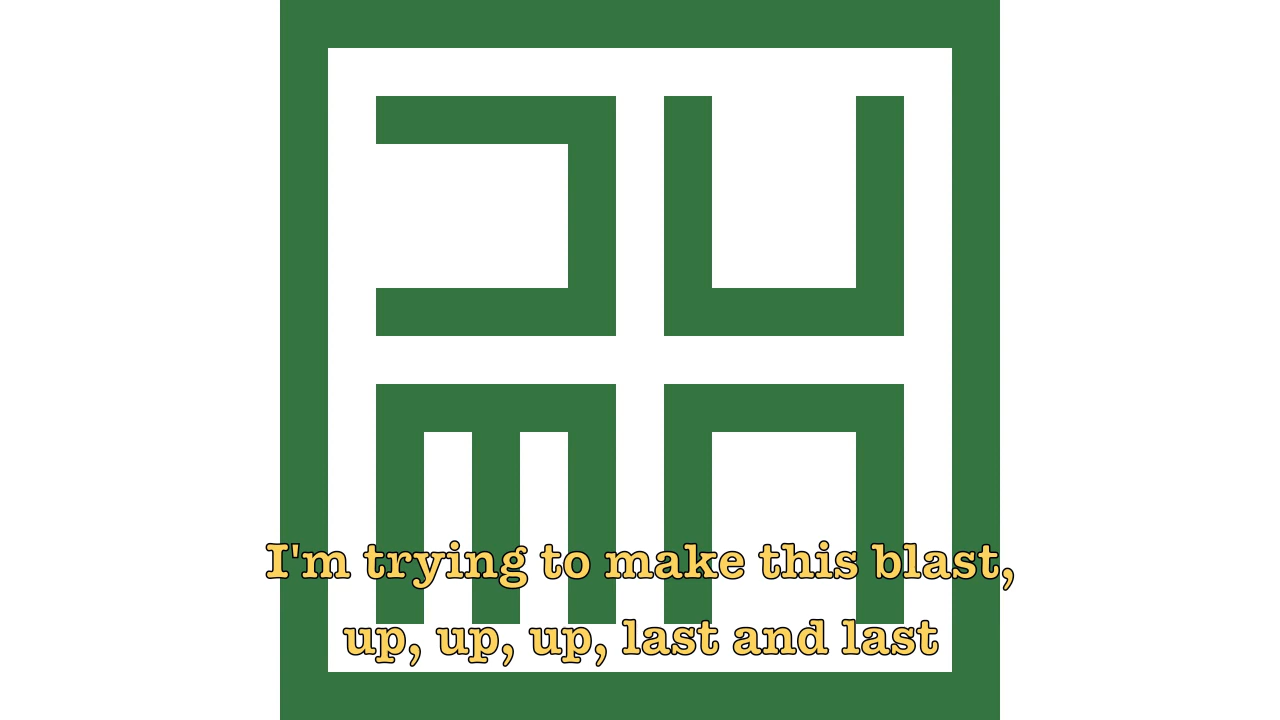 I'm trying to make this blast,
up, up, up, last and last